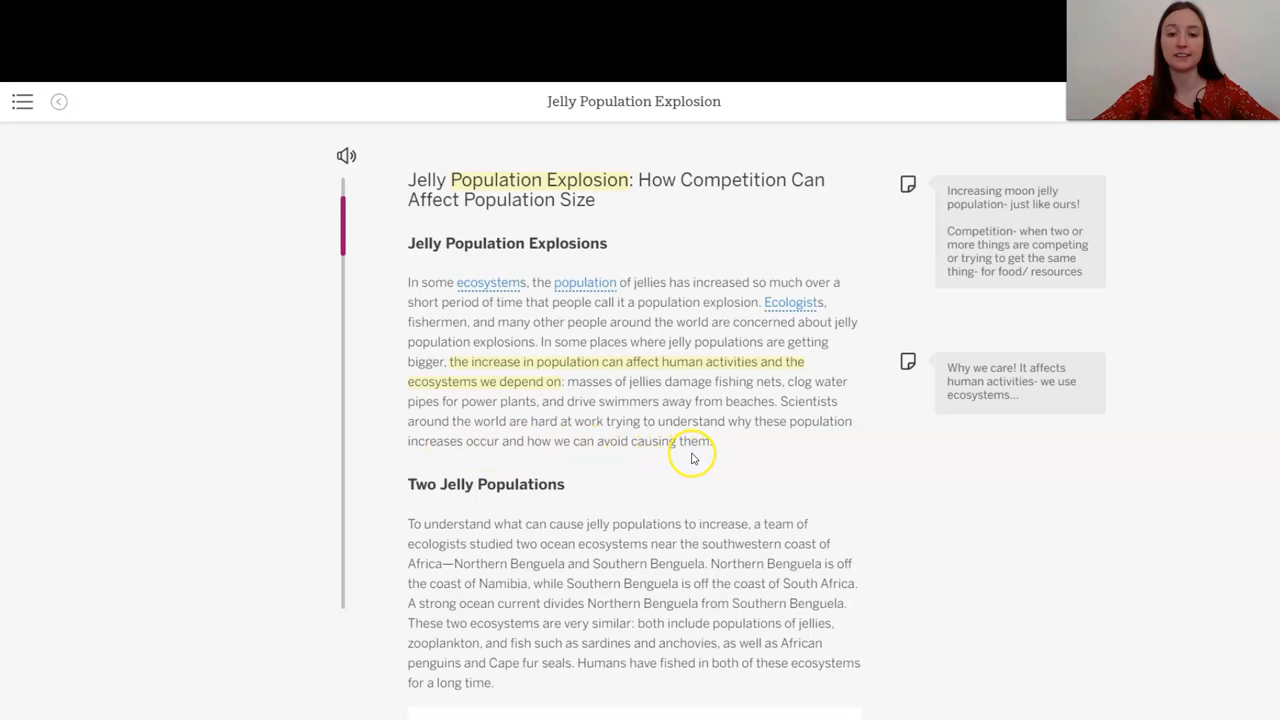 Jelly Population Explosion
Jelly Population Explosion: How Competition Can
Affect Population Size
Jelly Population Explosions
In some ecosystems, the population of jellies has increased so much over a
short period of time that people call it a population explosion. Ecologists,
fishermen, and many other people around the world are concerned about jelly
population explosions. In some places where jelly populations are getting
bigger, the increase in population can affect human activities and the
ecosystems we depend on: masses of jellies damage fishing nets, clog water
pipes for power plants, and drive swimmers away from beaches. Scientists
around the world are hard at work trying to understand why these population
increases occur and how we can avoid causing them.
Two Jelly Populations
To understand what can cause jelly populations to increase, a team of
ecologists studied two ocean ecosystems near the southwestern coast of
Africa—Northern Benguela and Southern Benguela. Northern Benguela is off
the coast of Namibia, while Southern Benguela is off the coast of South Africa.
A strong ocean current divides Northern Benguela from Southern Benguela.
These two ecosystems are very similar: both include populations of jellies,
zooplankton, and fish such as sardines and anchovies, as well as African
penguins and Cape fur seals. Humans have fished in both of these ecosystems
for a long time.
Increasing moon jelly
population- just like ours!
Competition- when two or
more things are competing
or trying to get the same
thing- for food/ resources
Why we care! It affects
human activities- we use
ecosystems...